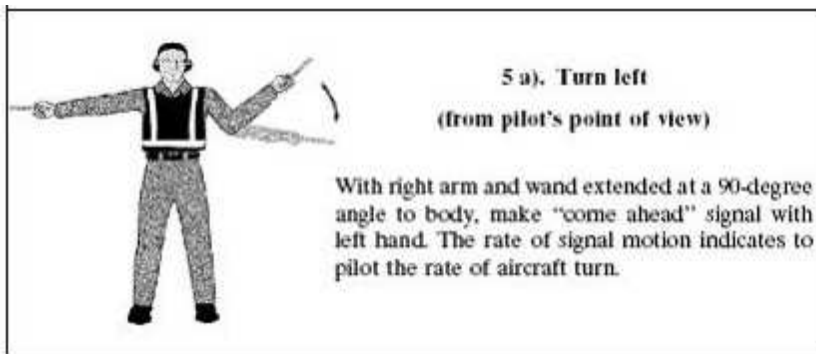 5 a). Turn left
(from pilot's point of view)
With right arm and wand extended at a 90-degree
angle to body, make "come ahead" signal with
left hand. The rate of signal motion indicates to
pilot the rate of aircraft turn.